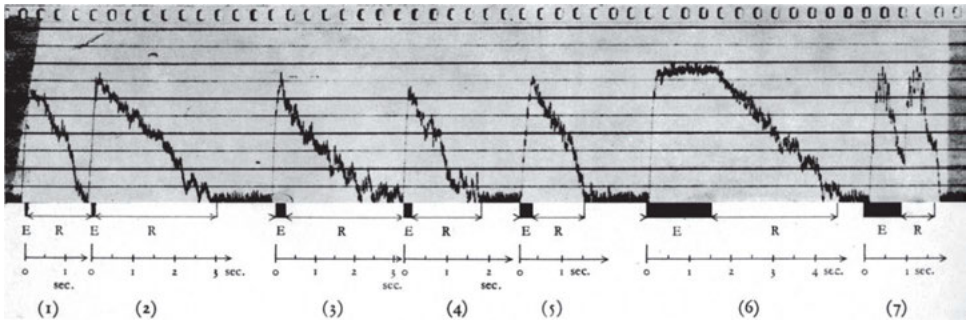 E R E R E R E R E R E R E R
0 1 0 1 2 3 sec. 0 1 2 3 0 1 2 0 1 sec. 0 1 2 3 4 sec. 0 1 sec.
sec. sec. sec.
(1) (2) (3) (4) (5) (6) (7)